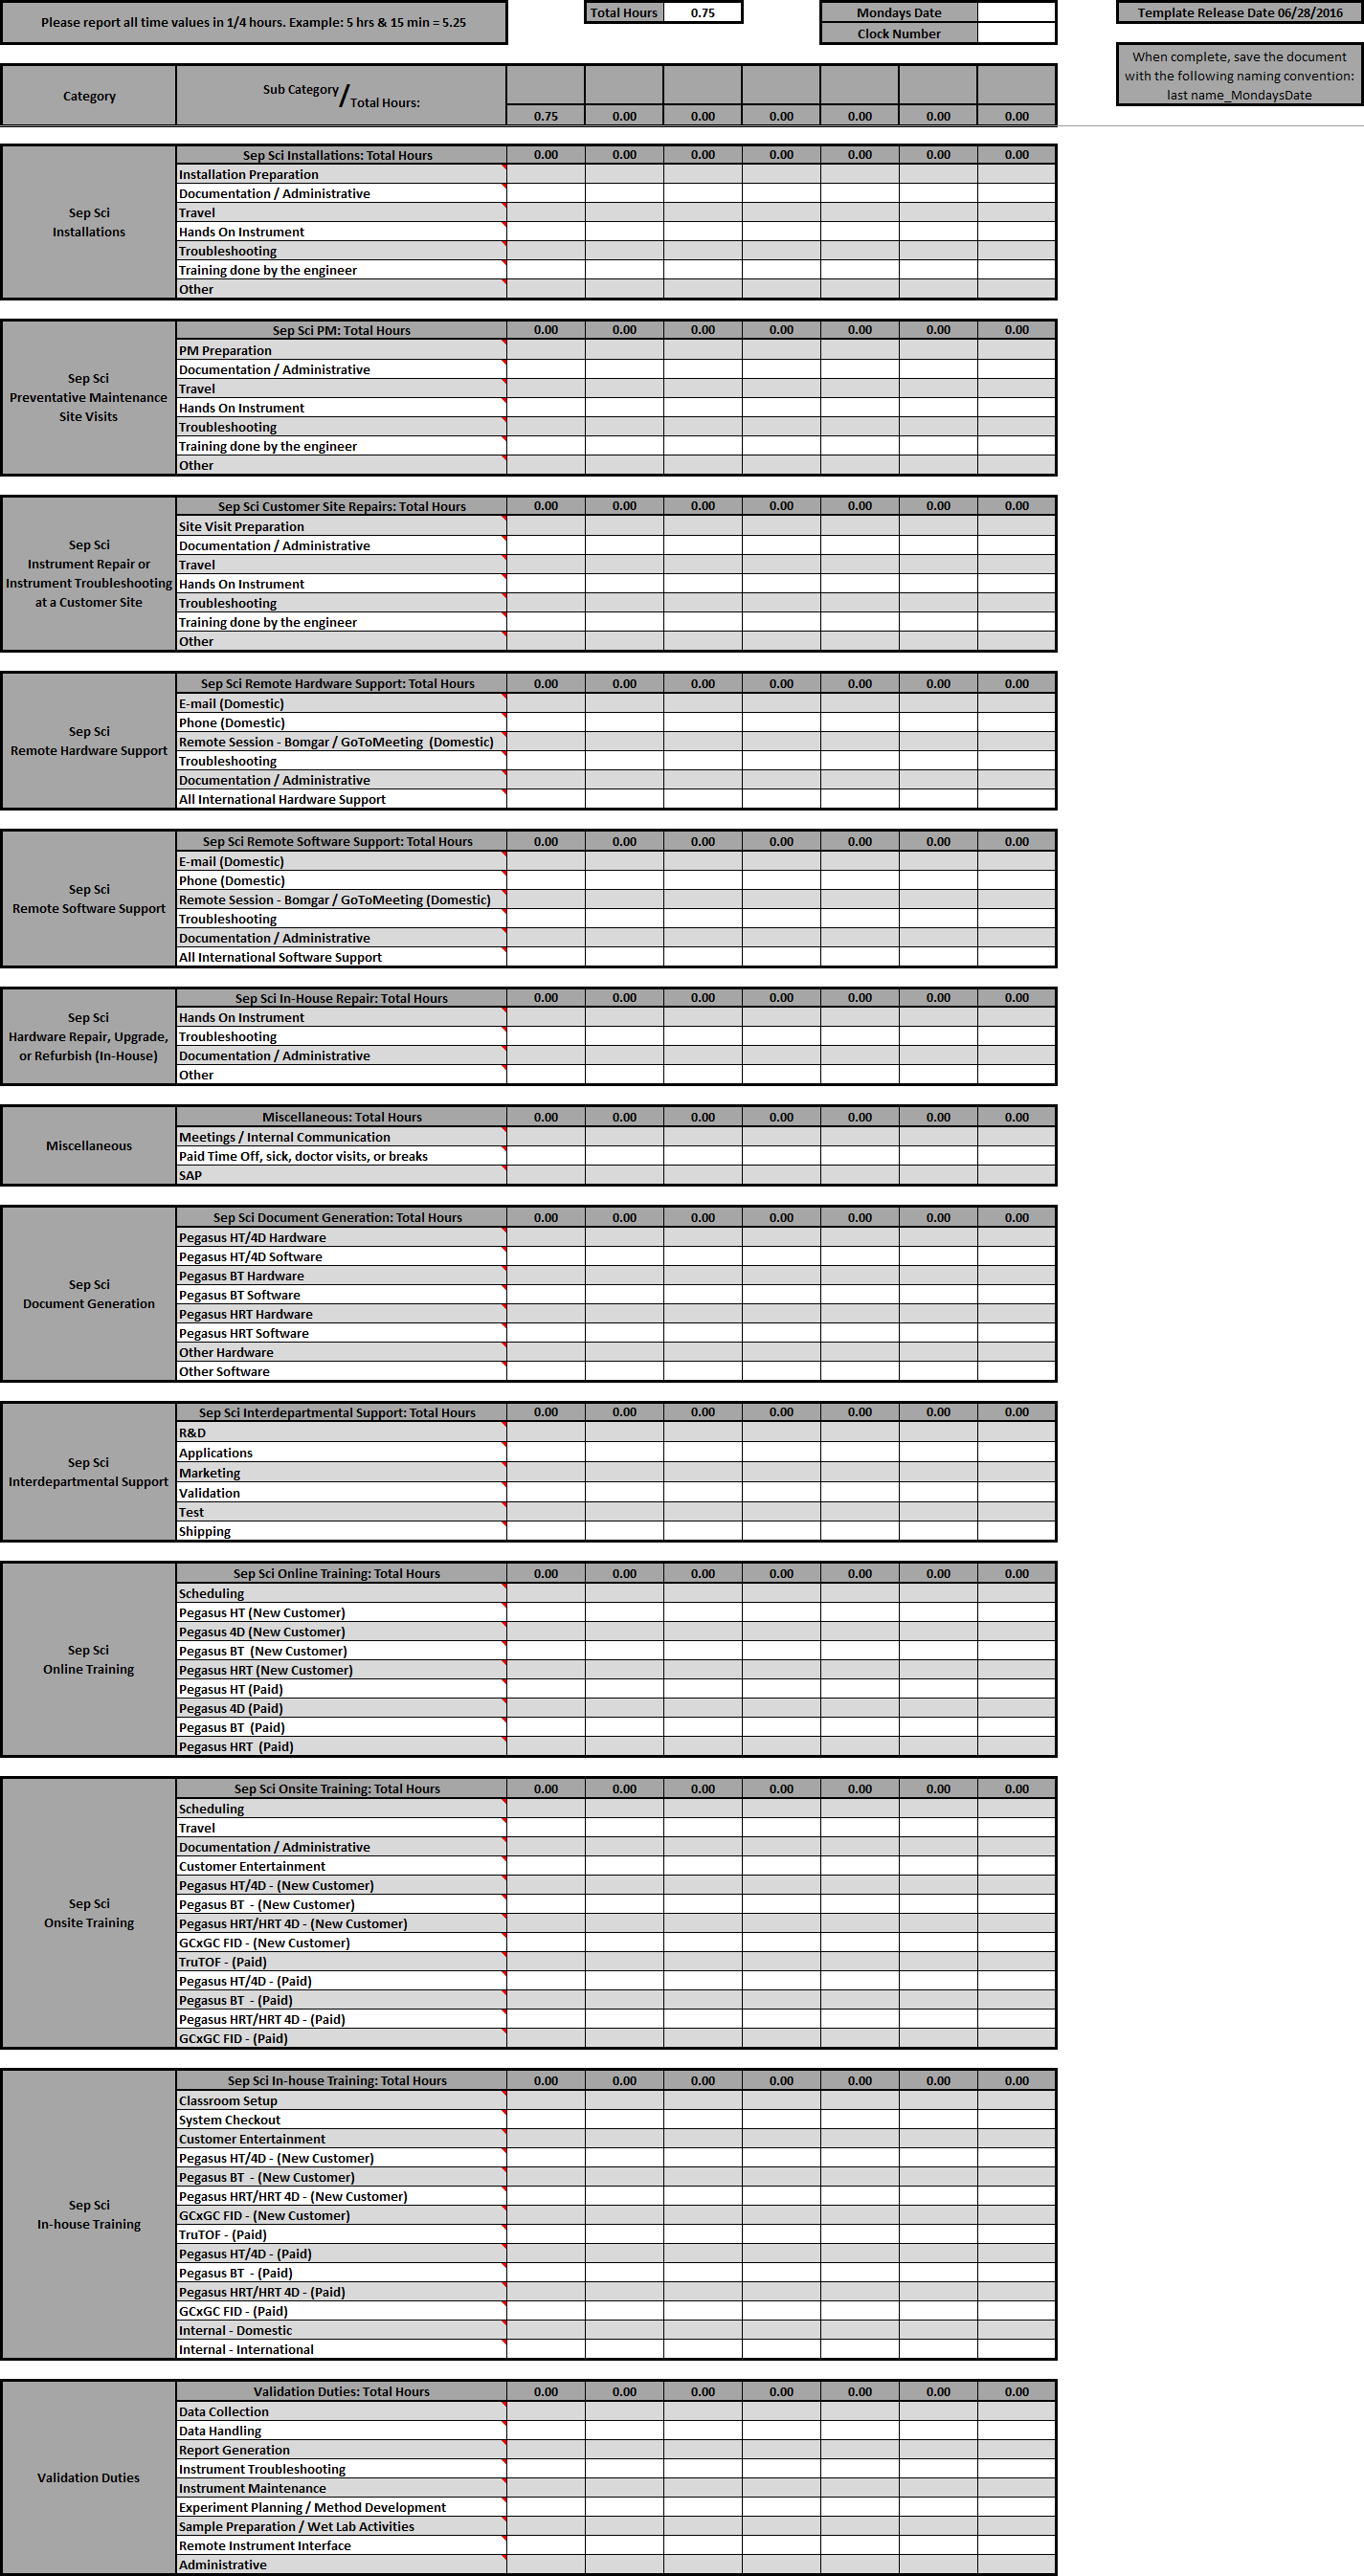 Please report all time values in 1/4 hours. Example: 5 hrs & 15 min = 5.25
Total Hours 0.75
Mondays Date
Clock Number
Template Release Date 06/28/2016
When complete, save the document
with the following naming convention:
last name_MondaysDate
Category
Sub Category / Total Hours:
0.75 0.00 0.00 0.00 0.00 0.00 0.00
Sep Sci
Installations
Sep Sci Installations: Total Hours 0.00 0.00 0.00 0.00 0.00 0.00 0.00
Installation Preparation
Documentation / Administrative
Travel
Hands On Instrument
Troubleshooting
Training done by the engineer
Other
Sep Sci
Preventative Maintenance
Site Visits
Sep Sci PM: Total Hours 0.00 0.00 0.00 0.00 0.00 0.00 0.00
PM Preparation
Documentation / Administrative
Travel
Hands On Instrument
Troubleshooting
Training done by the engineer
Other
Sep Sci
Instrument Repair or
Instrument Troubleshooting
at a Customer Site
Sep Sci Customer Site Repairs: Total Hours 0.00 0.00 0.00 0.00 0.00 0.00 0.00
Site Visit Preparation
Documentation / Administrative
Travel
Hands On Instrument
Troubleshooting
Training done by the engineer
Other
Sep Sci
Remote Hardware Support
Sep Sci Remote Hardware Support: Total Hours 0.00 0.00 0.00 0.00 0.00 0.00 0.00
E-mail (Domestic)
Phone (Domestic)
Remote Session - Bomgar / GoToMeeting (Domestic)
Troubleshooting
Documentation / Administrative
All International Hardware Support
Sep Sci
Remote Software Support
Sep Sci Remote Software Support: Total Hours 0.00 0.00 0.00 0.00 0.00 0.00 0.00
E-mail (Domestic)
Phone (Domestic)
Remote Session - Bomgar / GoToMeeting (Domestic)
Troubleshooting
Documentation / Administrative
All International Software Support
Sep Sci
Hardware Repair, Upgrade,
or Refurbish (In-House)
Sep Sci In-House Repair: Total Hours 0.00 0.00 0.00 0.00 0.00 0.00 0.00
Hands On Instrument
Troubleshooting
Documentation / Administrative
Other
Miscellaneous
Miscellaneous: Total Hours 0.00 0.00 0.00 0.00 0.00 0.00 0.00
Meetings / Internal Communication
Paid Time Off, sick, doctor visits, or breaks
SAP
Sep Sci
Document Generation
Sep Sci Document Generation: Total Hours 0.00 0.00 0.00 0.00 0.00 0.00 0.00
Pegasus HT/4D Hardware
Pegasus HT/4D Software
Pegasus BT Hardware
Pegasus BT Software
Pegasus HRT Hardware
Pegasus HRT Software
Other Hardware
Other Software
Sep Sci
Interdepartmental Support
Sep Sci Interdepartmental Support: Total Hours 0.00 0.00 0.00 0.00 0.00 0.00 0.00
R&D
Applications
Marketing
Validation
Test
Shipping
Sep Sci
Online Training
Sep Sci Online Training: Total Hours 0.00 0.00 0.00 0.00 0.00 0.00 0.00
Scheduling
Pegasus HT (New Customer)
Pegasus 4D (New Customer)
Pegasus BT (New Customer)
Pegasus HRT (New Customer)
Pegasus HT (Paid)
Pegasus 4D (Paid)
Pegasus BT (Paid)
Pegasus HRT (Paid)
Sep Sci
Onsite Training
Sep Sci Onsite Training: Total Hours 0.00 0.00 0.00 0.00 0.00 0.00 0.00
Scheduling
Travel
Documentation / Administrative
Customer Entertainment
Pegasus HT/4D - (New Customer)
Pegasus BT - (New Customer)
Pegasus HRT/HRT 4D - (New Customer)
GCxGC FID - (New Customer)
TruTOF - (Paid)
Pegasus HT/4D - (Paid)
Pegasus BT - (Paid)
Pegasus HRT/HRT 4D - (Paid)
GCxGC FID - (Paid)
Sep Sci
In-house Training
Sep Sci In-house Training: Total Hours 0.00 0.00 0.00 0.00 0.00 0.00 0.00
Classroom Setup
System Checkout
Customer Entertainment
Pegasus HT/4D - (New Customer)
Pegasus BT - (New Customer)
Pegasus HRT/HRT 4D - (New Customer)
GCxGC FID - (New Customer)
TruTOF - (Paid)
Pegasus HT/4D - (Paid)
Pegasus BT - (Paid)
Pegasus HRT/HRT 4D - (Paid)
GCxGC FID - (Paid)
Internal - Domestic
Internal - International
Validation Duties
Validation Duties: Total Hours 0.00 0.00 0.00 0.00 0.00 0.00 0.00
Data Collection
Data Handling
Report Generation
Instrument Troubleshooting
Instrument Maintenance
Experiment Planning / Method Development
Sample Preparation / Wet Lab Activities
Remote Instrument Interface
Administrative